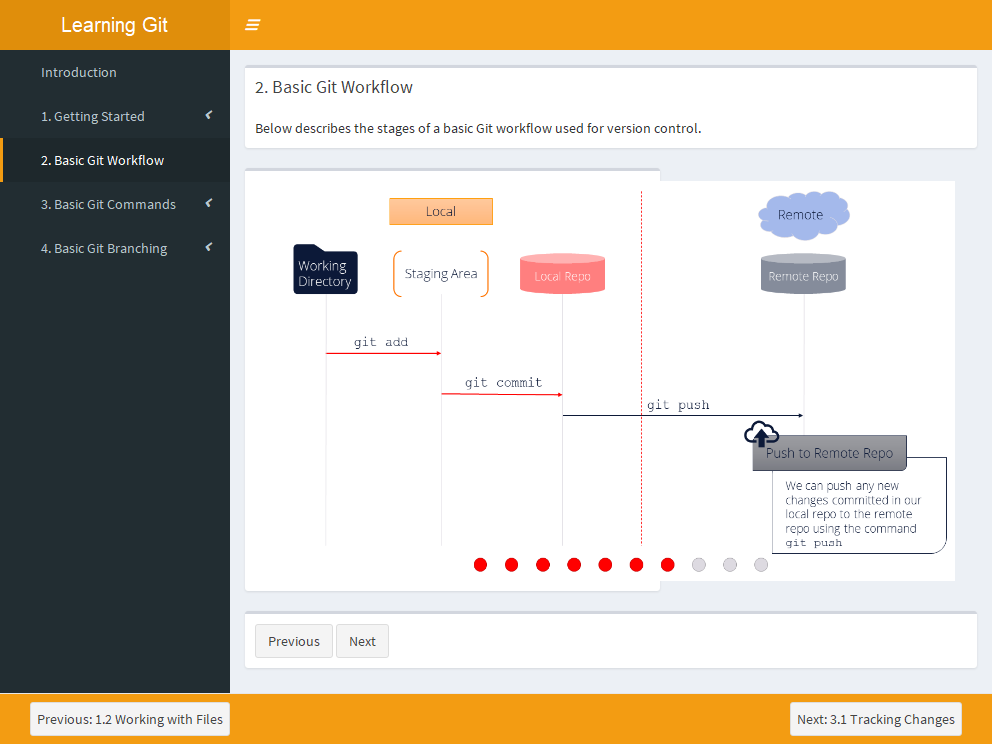 Learning Git
Introduction
1. Getting Started
2. Basic Git Workflow
3. Basic Git Commands
4. Basic Git Branching
2. Basic Git Workflow
Below describes the stages of a basic Git workflow used for version control.
Local
Remote
Working
Directory
Staging Area
Local Repo
Remote Repo
git add
git commit
git push
Push to Remote Repo
We can push any new
changes committed in our
local repo to the remote
repo using the command
git push
Previous
Next
Previous: 1.2 Working with Files
Next: 3.1 Tracking Changes